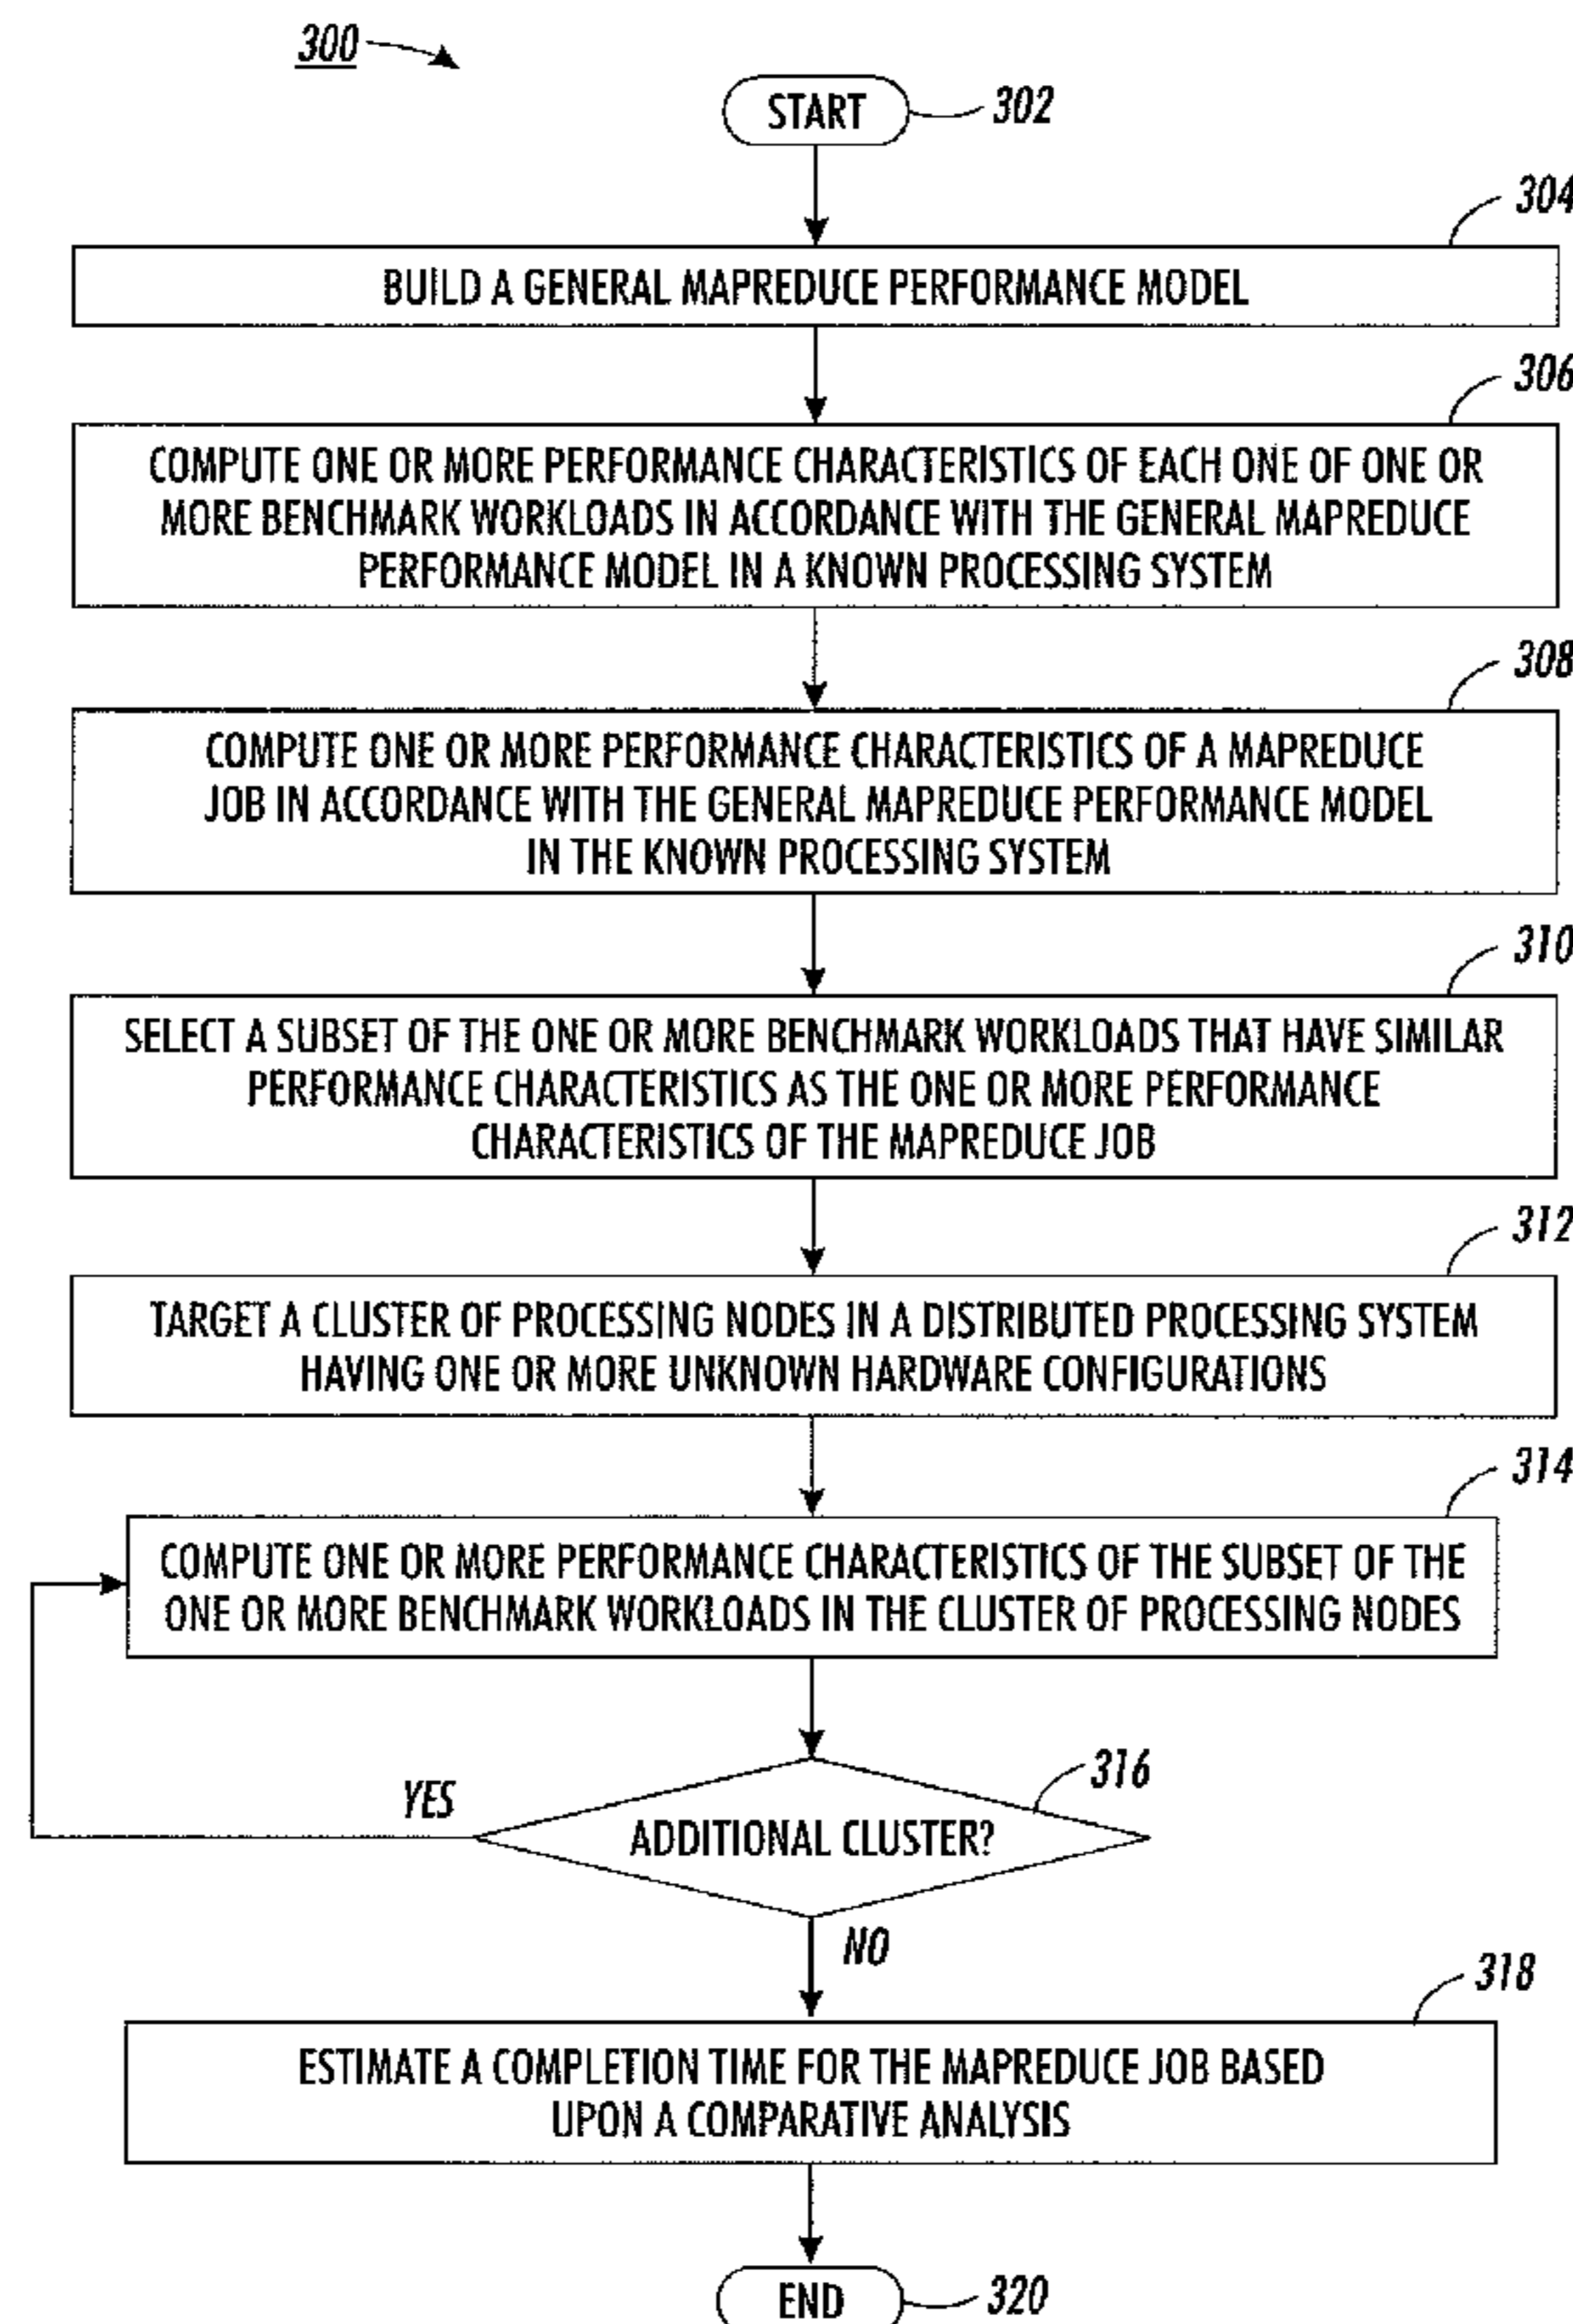 300
START
302
304
BUILD A GENERAL MAPREDUCE PERFORMANCE MODEL
306
COMPUTE ONE OR MORE PERFORMANCE CHARACTERISTICS OF EACH ONE OF ONE OR
MORE BENCHMARK WORKLOADS IN ACCORDANCE WITH THE GENERAL MAPREDUCE
PERFORMANCE MODEL IN A KNOWN PROCESSING SYSTEM
308
COMPUTE ONE OR MORE PERFORMANCE CHARACTERISTICS OF A MAPREDUCE
JOB IN ACCORDANCE WITH THE GENERAL MAPREDUCE PERFORMANCE MODEL
IN THE KNOWN PROCESSING SYSTEM
310
SELECT A SUBSET OF THE ONE OR MORE BENCHMARK WORKLOADS THAT HAVE SIMILAR
PERFORMANCE CHARACTERISTICS AS THE ONE OR MORE PERFORMANCE
CHARACTERISTICS OF THE MAPREDUCE JOB
312
TARGET A CLUSTER OF PROCESSING NODES IN A DISTRIBUTED PROCESSING SYSTEM
HAVING ONE OR MORE UNKNOWN HARDWARE CONFIGURATIONS
314
COMPUTE ONE OR MORE PERFORMANCE CHARACTERISTICS OF THE SUBSET OF THE
ONE OR MORE BENCHMARK WORKLOADS IN THE CLUSTER OF PROCESSING NODES
316
YES
ADDITIONAL CLUSTER?
NO
318
ESTIMATE A COMPLETION TIME FOR THE MAPREDUCE JOB BASED
UPON A COMPARATIVE ANALYSIS
END
320